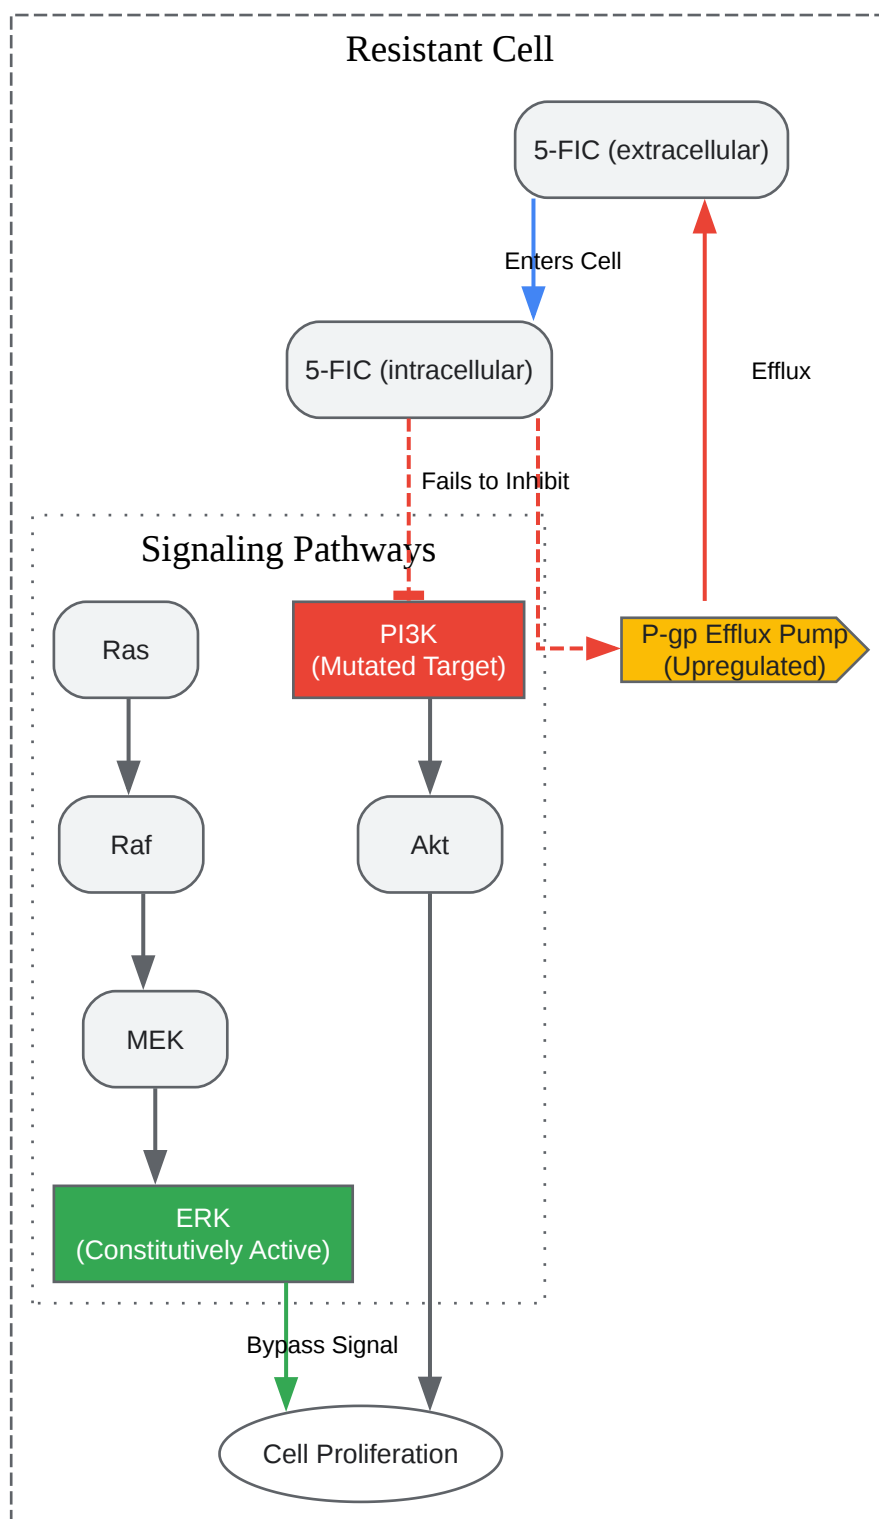 Resistant Cell
5-FIC (extracellular)
Enters Cell
5-FIC (intracellular)
Efflux
Fails to Inhibit
Signaling Pathways
Ras
PI3K
(Mutated Target)
P-gp Efflux Pump
(Upregulated)
Raf
Akt
MEK
ERK
(Constitutively Active)
Bypass Signal
Cell Proliferation